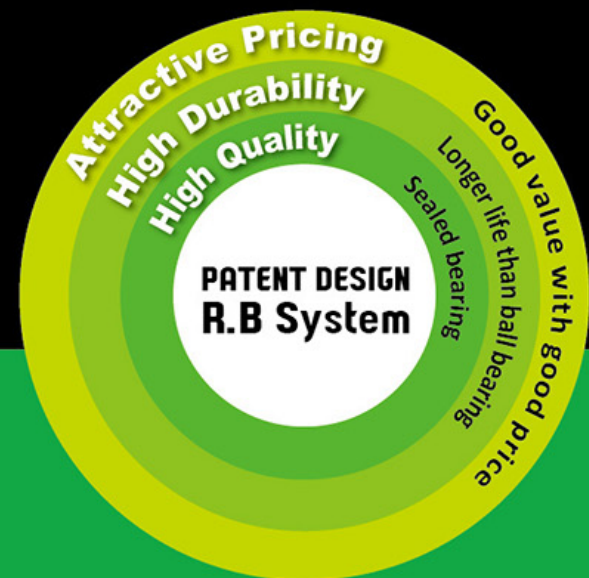 Attractive Pricing
High Durability
High Quality
PATENT DESIGN
R.B System
Sealed bearing
Longer life than ball bearing
Good value with good price